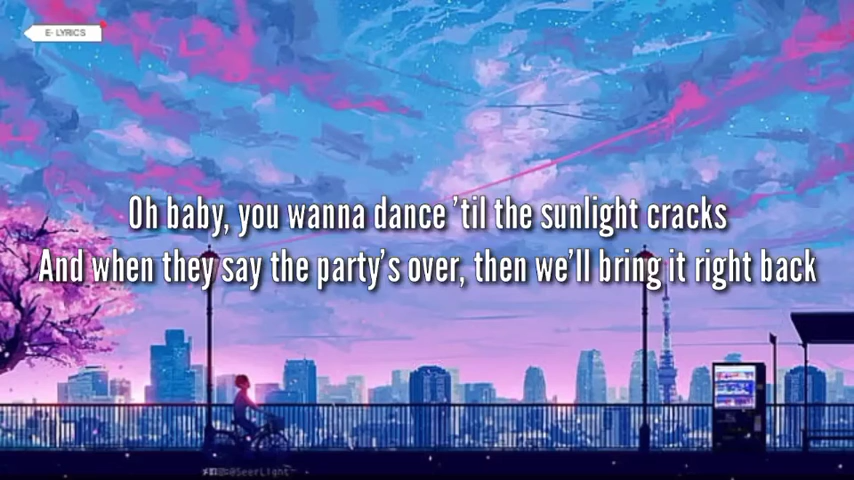 E- LYRICS
Oh baby, you wanna dance 'til the sunlight cracks
And when they say the party's over, then we'll bring it right back
@SeerLight